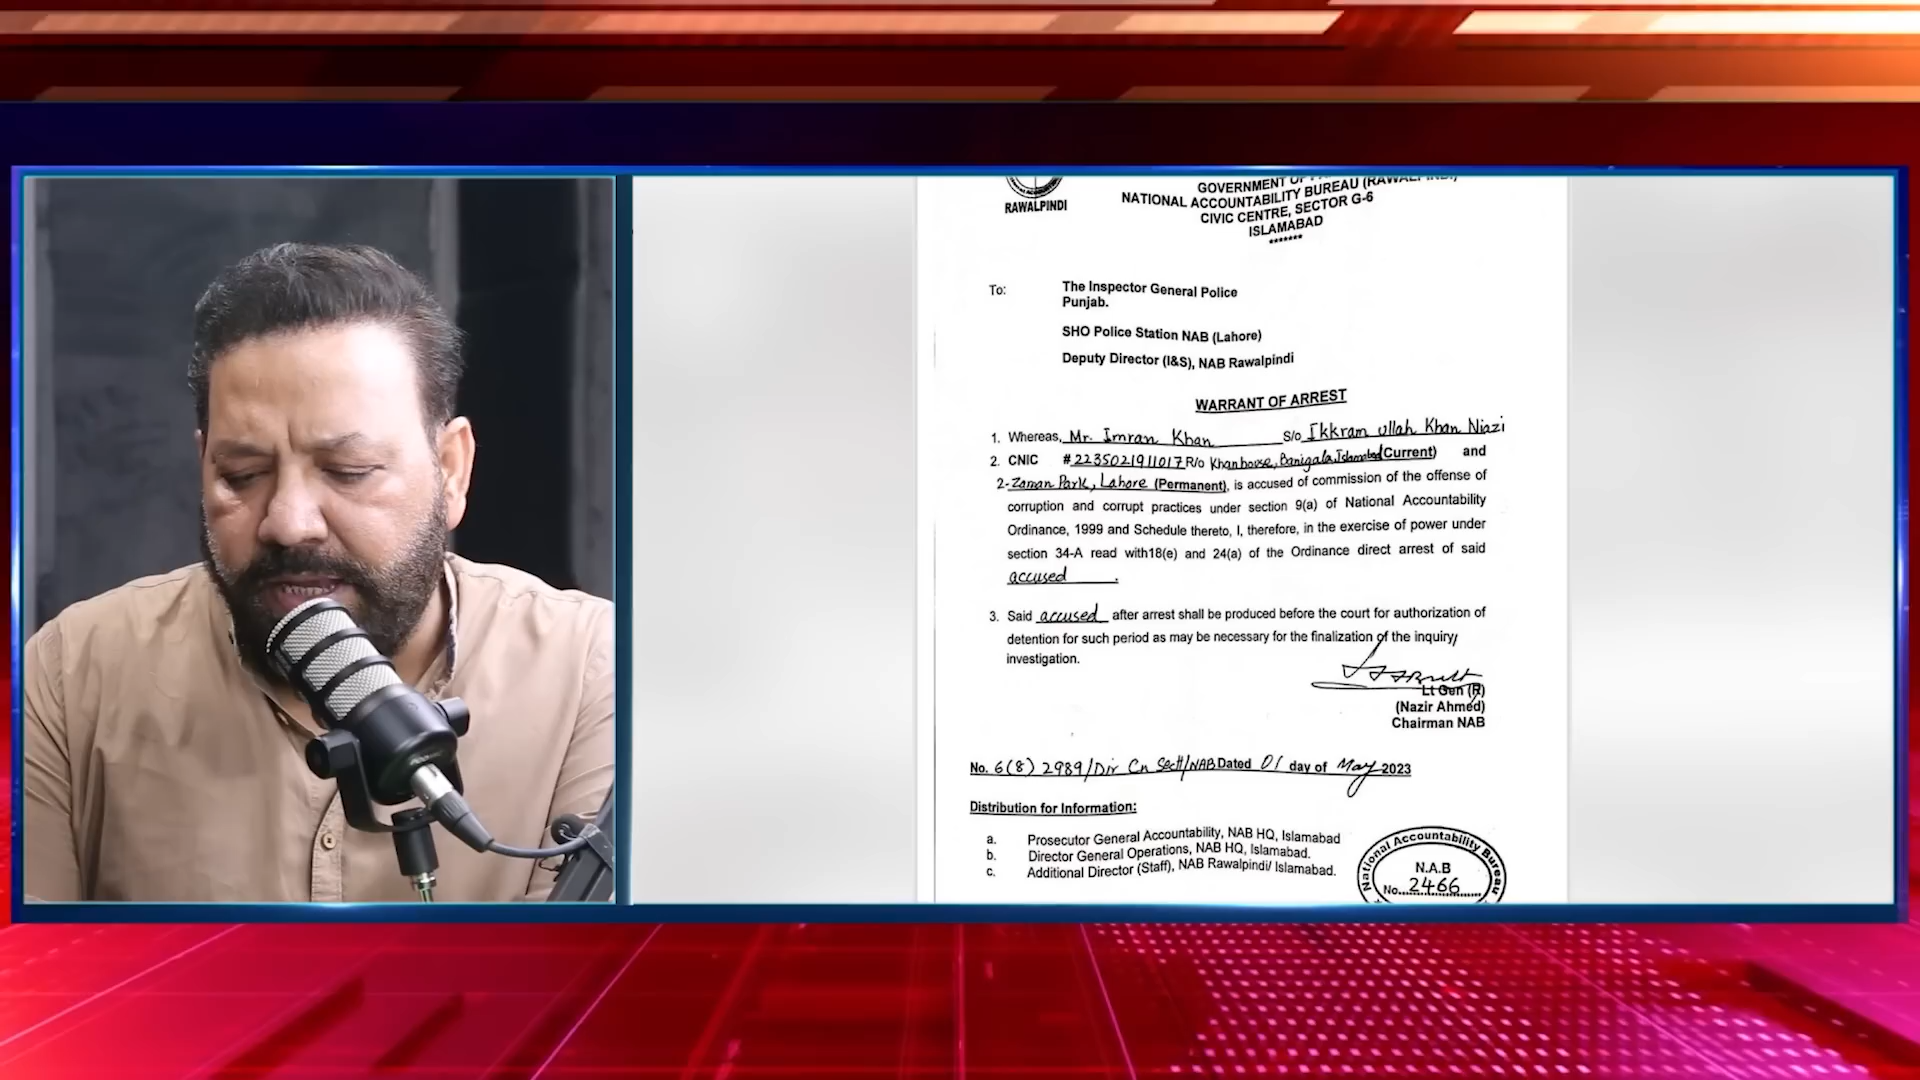 RAWALPINDI
GOVERNMENT OF
NATIONAL ACCOUNTABILITY BUREAU (RAWALPINDI)
CIVIC CENTRE, SECTOR G-6
ISLAMABAD
*******
To: The Inspector General Police
Punjab.
SHO Police Station NAB (Lahore)
Deputy Director (I&S), NAB Rawalpindi
WARRANT OF ARREST
1. Whereas, Mr. Imran Khan S/o Ikkram ullah Khan Niazi
2. CNIC #2235021911017 R/o Khan house, Banigala, Islamabad (Current) and
2-Zaman Park, Lahore (Permanent), is accused of commission of the offense of
corruption and corrupt practices under section 9(a) of National Accountability
Ordinance, 1999 and Schedule thereto, I, therefore, in the exercise of power under
section 34-A read with18(e) and 24(a) of the Ordinance direct arrest of said
accused.
3. Said accused after arrest shall be produced before the court for authorization of
detention for such period as may be necessary for the finalization of the inquiry/
investigation.
Lt Gen (R)
(Nazir Ahmed)
Chairman NAB
No. 6(8) 2989/Dir Cn Sectt/NAB Dated 01 day of May 2023
Distribution for Information:
a. Prosecutor General Accountability, NAB HQ, Islamabad
b. Director General Operations, NAB HQ, Islamabad.
c. Additional Director (Staff), NAB Rawalpindi/ Islamabad.
National Accountability Bureau
N.A.B
No. 2466